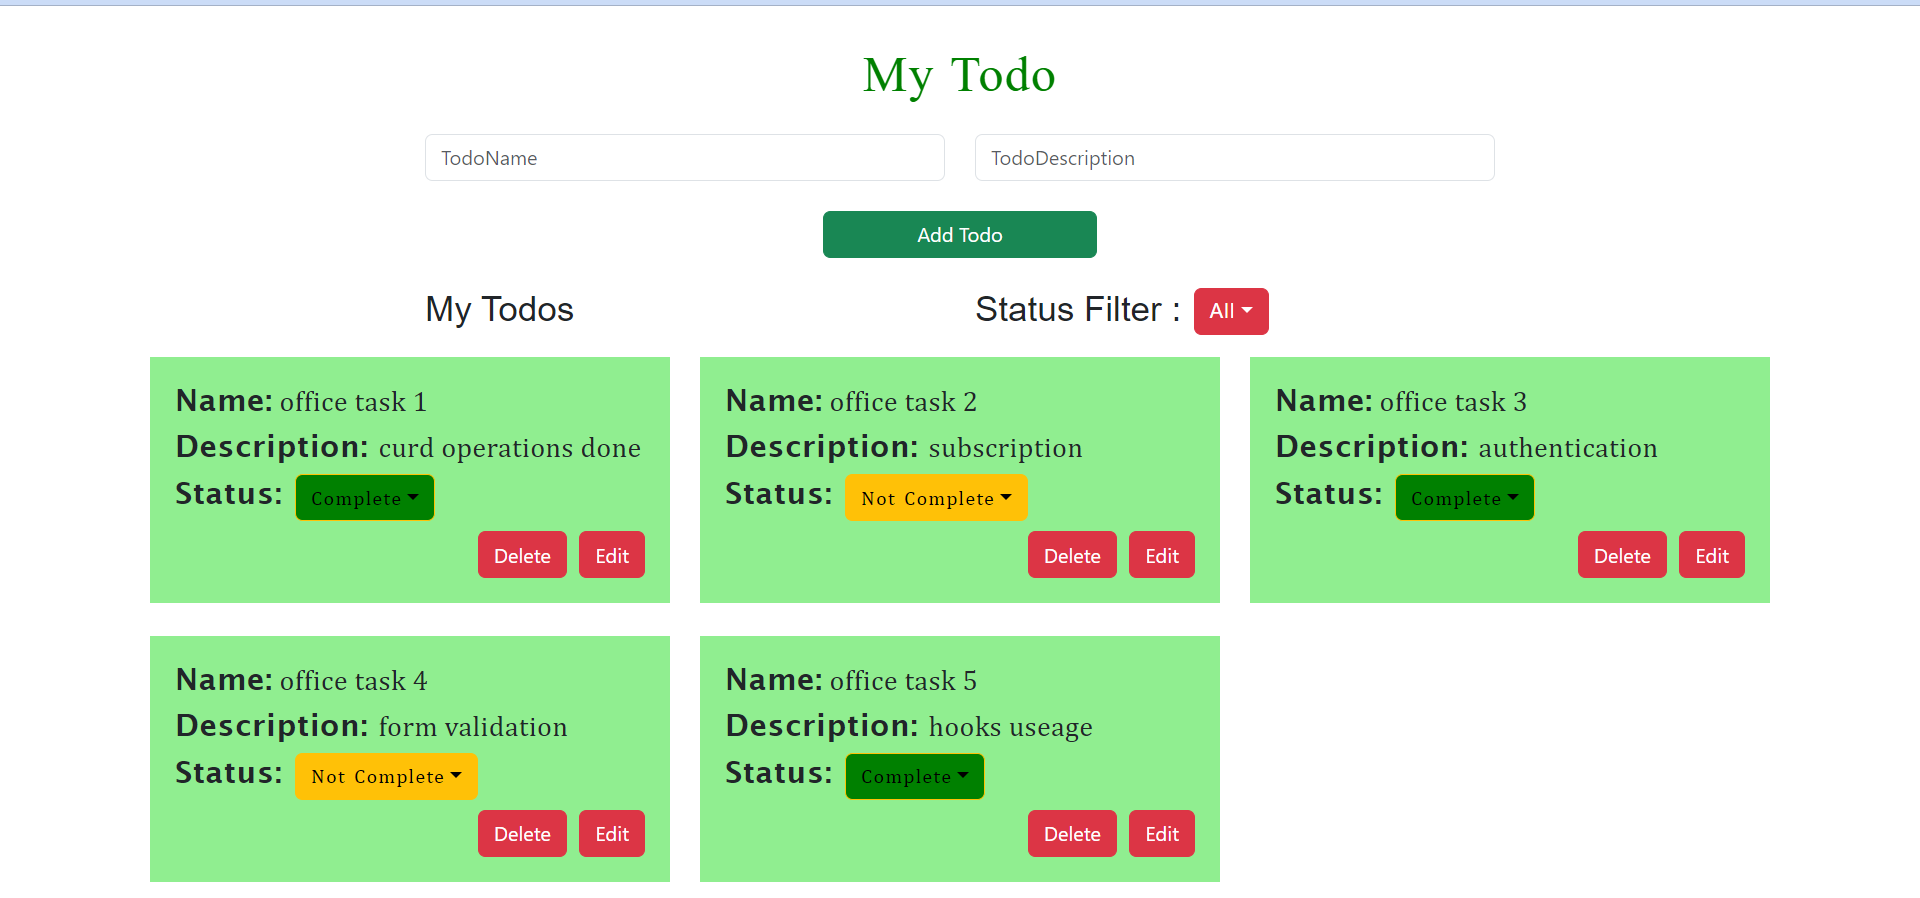 My Todo
TodoName
TodoDescription
Add Todo
My Todos
Status Filter : All
Name: office task 1
Description: curd operations done
Status: Complete
Delete Edit
Name: office task 2
Description: subscription
Status: Not Complete
Delete Edit
Name: office task 3
Description: authentication
Status: Complete
Delete Edit
Name: office task 4
Description: form validation
Status: Not Complete
Delete Edit
Name: office task 5
Description: hooks useage
Status: Complete
Delete Edit